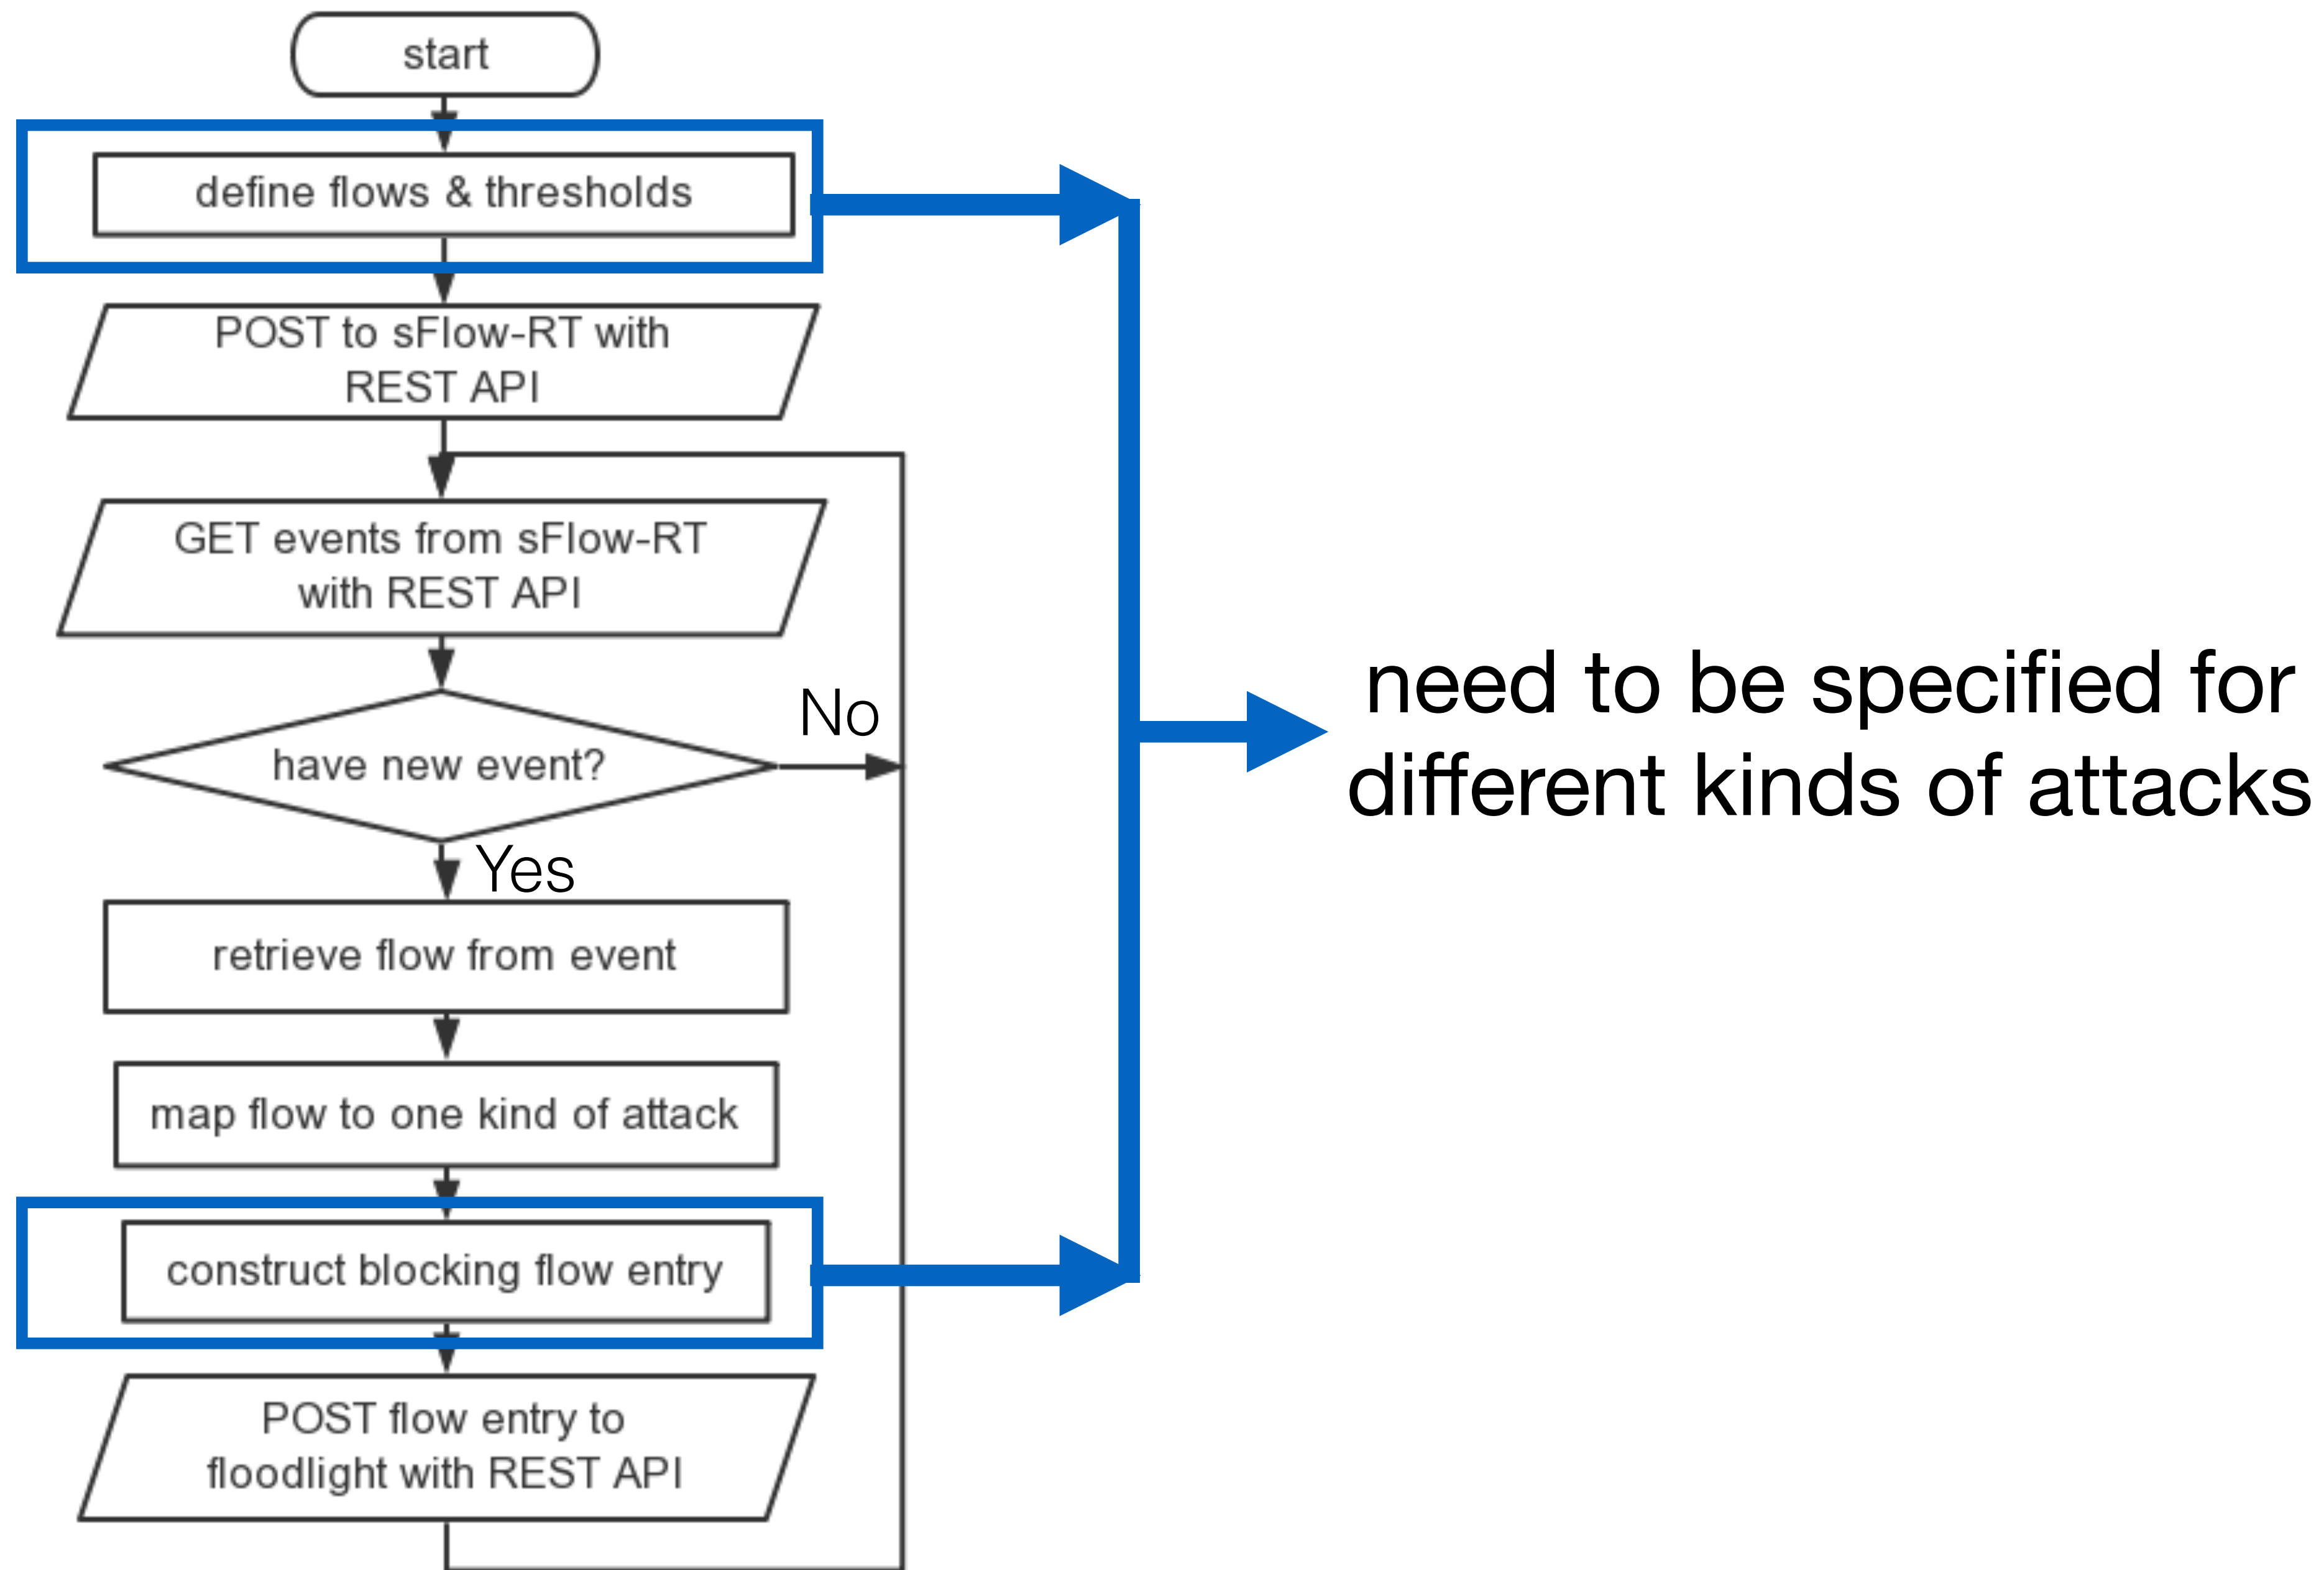 start
define flows & thresholds
POST to sFlow-RT with
REST API
GET events from sFlow-RT
with REST API
have new event?
No
Yes
retrieve flow from event
map flow to one kind of attack
construct blocking flow entry
POST flow entry to
floodlight with REST API
need to be specified for
different kinds of attacks